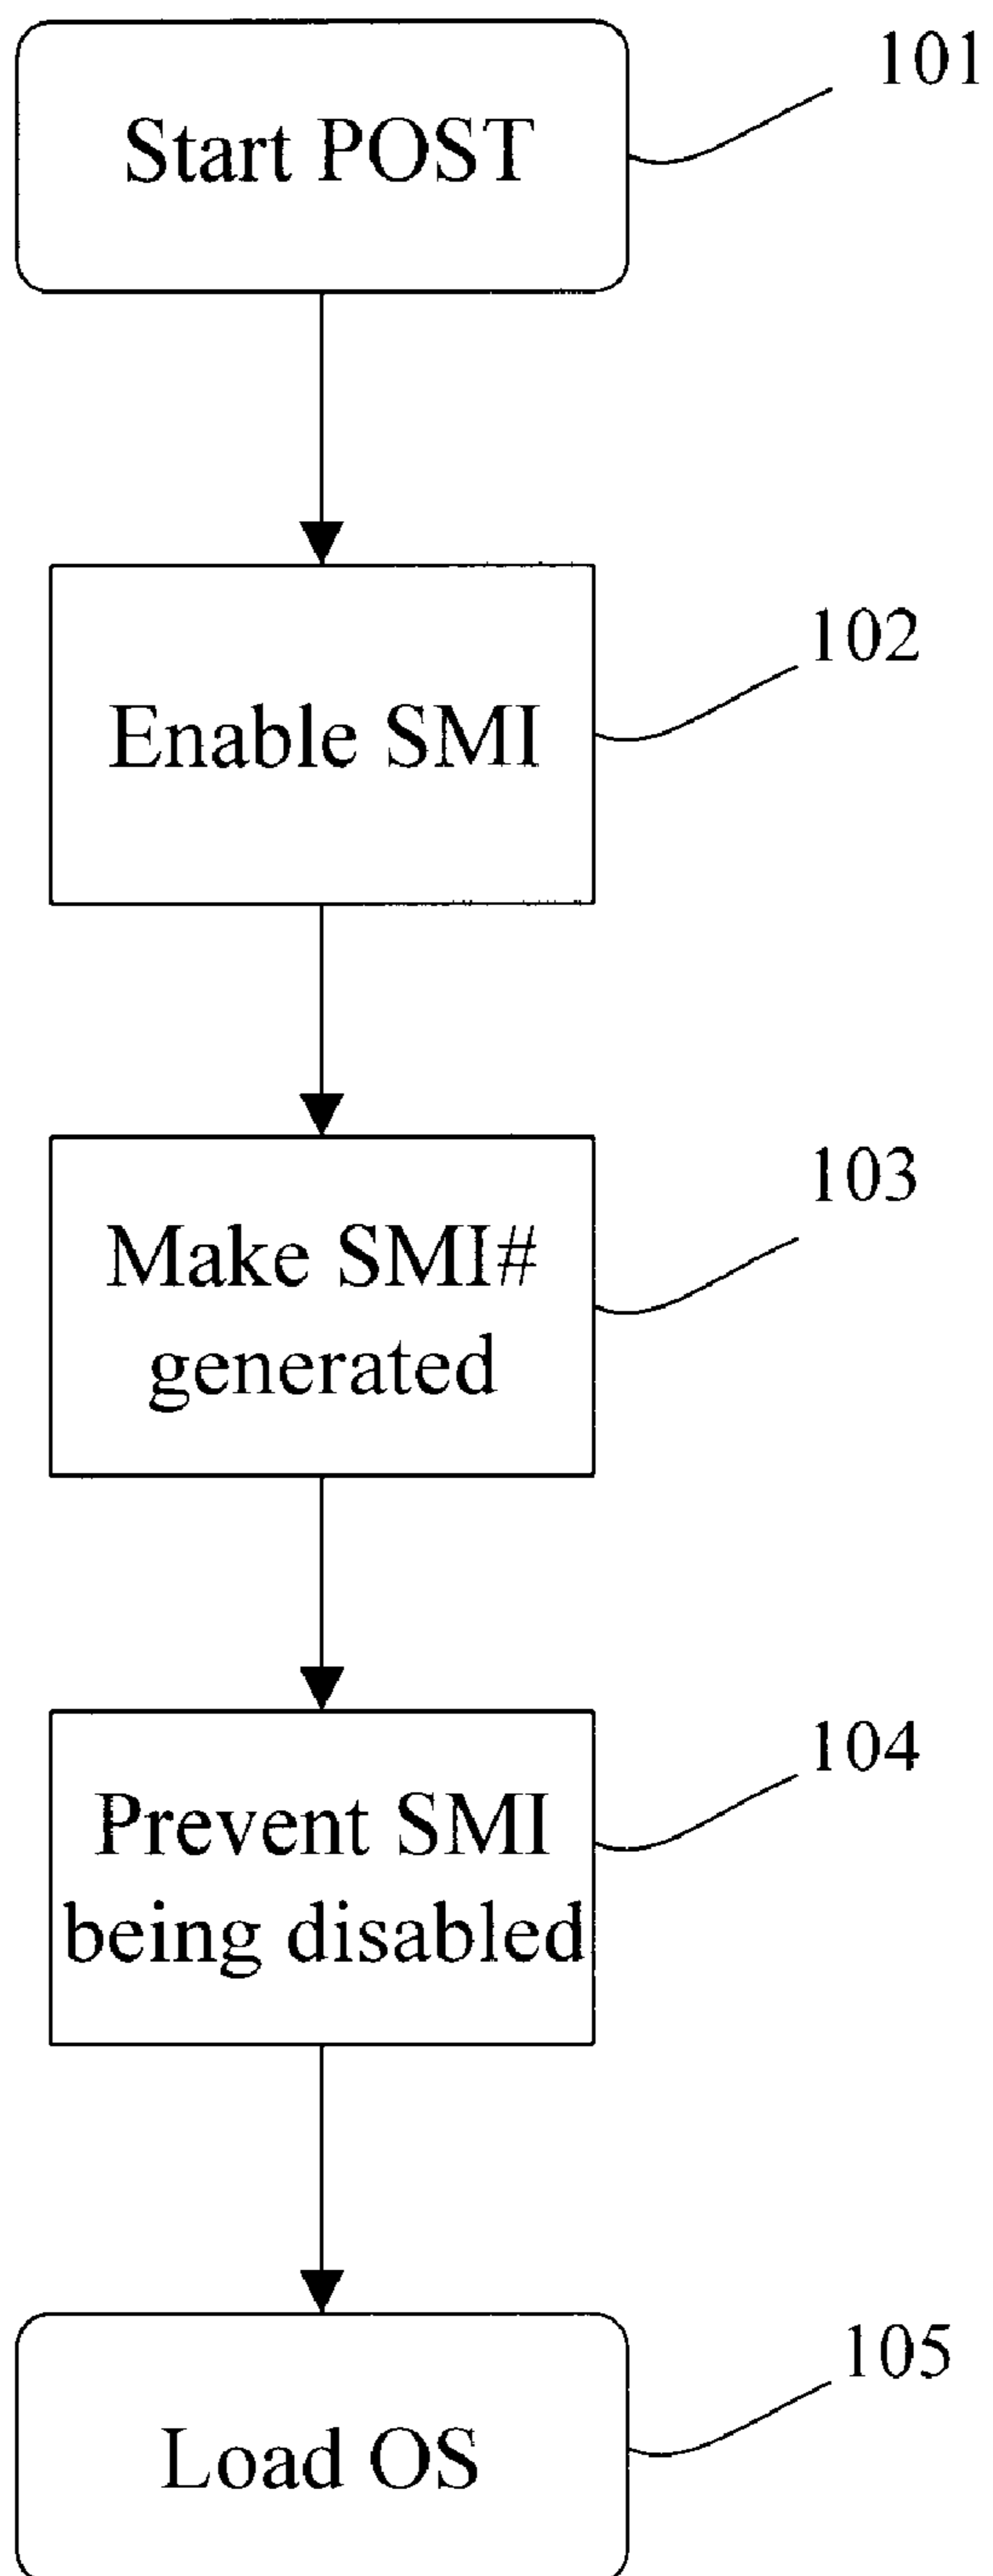 Start POST
101
Enable SMI
102
Make SMI#
generated
103
Prevent SMI
being disabled
104
Load OS
105